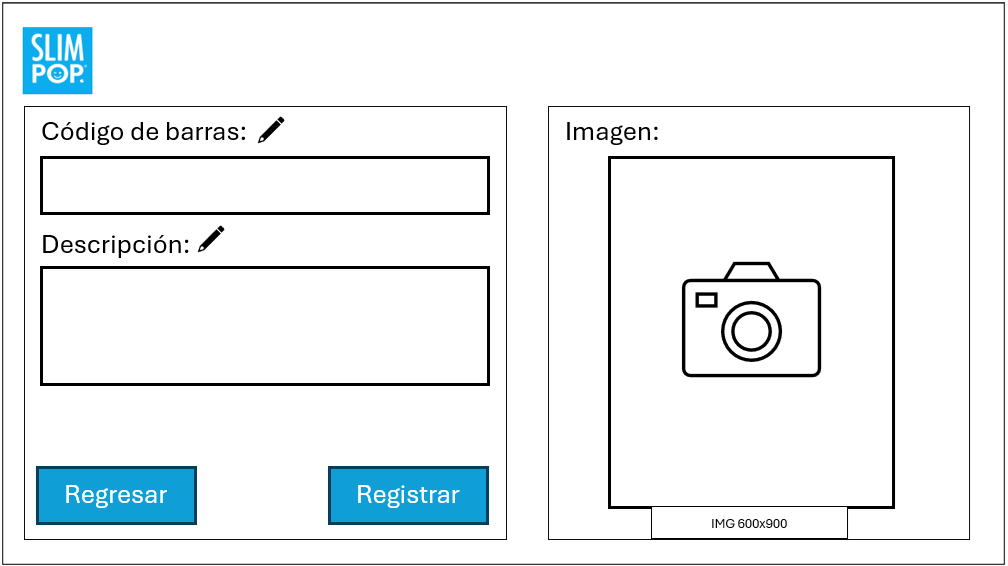 SLIM
POP.
Código de barras:
Descripción:
Regresar
Registrar
Imagen:
IMG 600x900